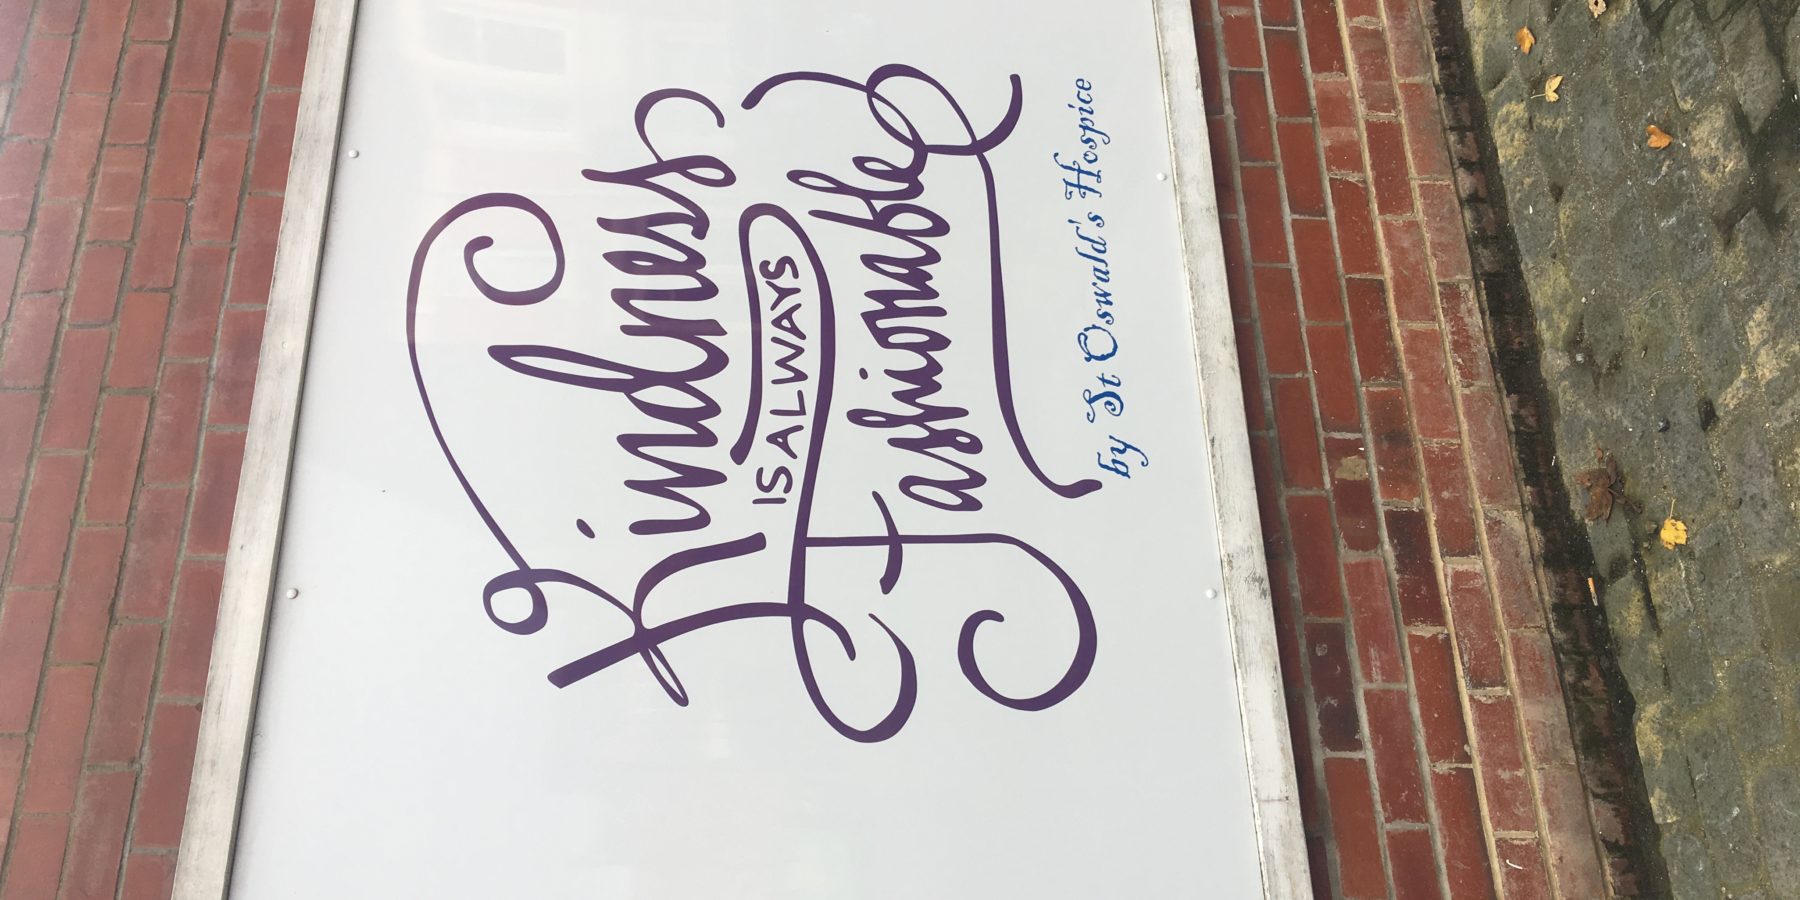 Kindness
IS ALWAYS
Fashionable
by St Oswald's Hospice